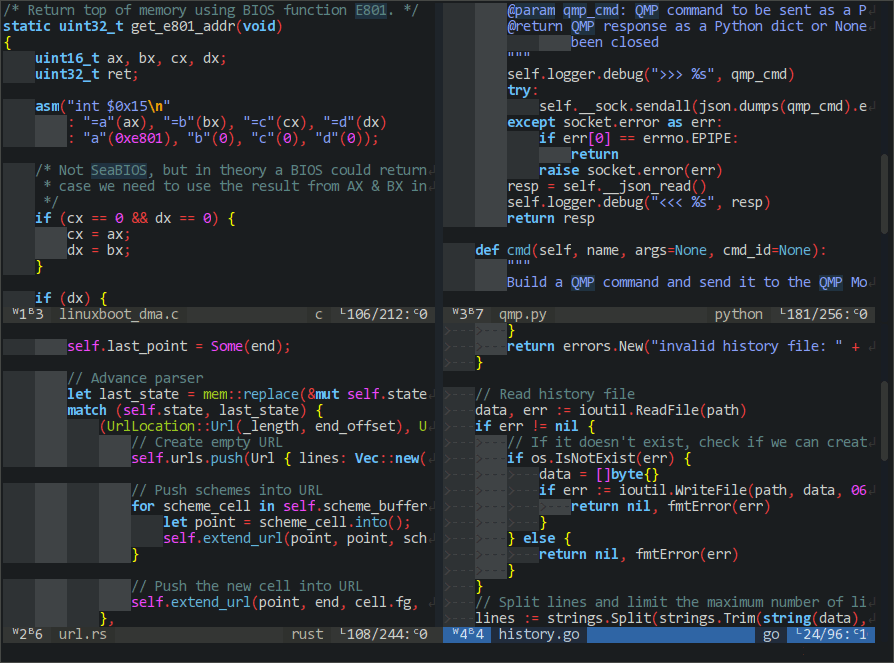 /* Return top of memory using BIOS function E801. */
static uint32_t get_e801_addr(void)
{
    uint16_t ax, bx, cx, dx;
    uint32_t ret;

    asm("int $0x15\n"
        : "=a"(ax), "=b"(bx), "=c"(cx), "=d"(dx)
        : "a"(0xe801), "b"(0), "c"(0), "d"(0));

    /* Not SeaBIOS, but in theory a BIOS could return
     * case we need to use the result from AX & BX in
     */
    if (cx == 0 && dx == 0) {
        cx = ax;
        dx = bx;
    }

    if (dx) {
W1B3 linuxboot_dma.c c L106/212:C0
        self.last_point = Some(end);

        // Advance parser
        let last_state = mem::replace(&mut self.state
        match (self.state, last_state) {
            (UrlLocation::Url(_length, end_offset), U
                // Create empty URL
                self.urls.push(Url { lines: Vec::new(

                // Push schemes into URL
                for scheme_cell in self.scheme_buffer
                    let point = scheme_cell.into();
                    self.extend_url(point, point, sch
                }

                // Push the new cell into URL
                self.extend_url(point, end, cell.fg,
            },
W2B6 url.rs rust L108/244:C0
        @param qmp_cmd: QMP command to be sent as a P
        @return QMP response as a Python dict or None
                been closed
        """
        self.logger.debug(">>> %s", qmp_cmd)
        try:
            self.__sock.sendall(json.dumps(qmp_cmd).e
        except socket.error as err:
            if err[0] == errno.EPIPE:
                return
            raise socket.error(err)
        resp = self.__json_read()
        self.logger.debug("<<< %s", resp)
        return resp

    def cmd(self, name, args=None, cmd_id=None):
        """
        Build a QMP command and send it to the QMP Mo
W3B7 qmp.py python L181/256:C0
        }
        return errors.New("invalid history file: " +
    }

    // Read history file
    data, err := ioutil.ReadFile(path)
    if err != nil {
        // If it doesn't exist, check if we can creat
        if os.IsNotExist(err) {
            data = []byte{}
            if err := ioutil.WriteFile(path, data, 06
                return nil, fmtError(err)
            }
        } else {
            return nil, fmtError(err)
        }
    }
    // Split lines and limit the maximum number of li
    lines := strings.Split(strings.Trim(string(data),
W4B4 history.go go L24/96:C1